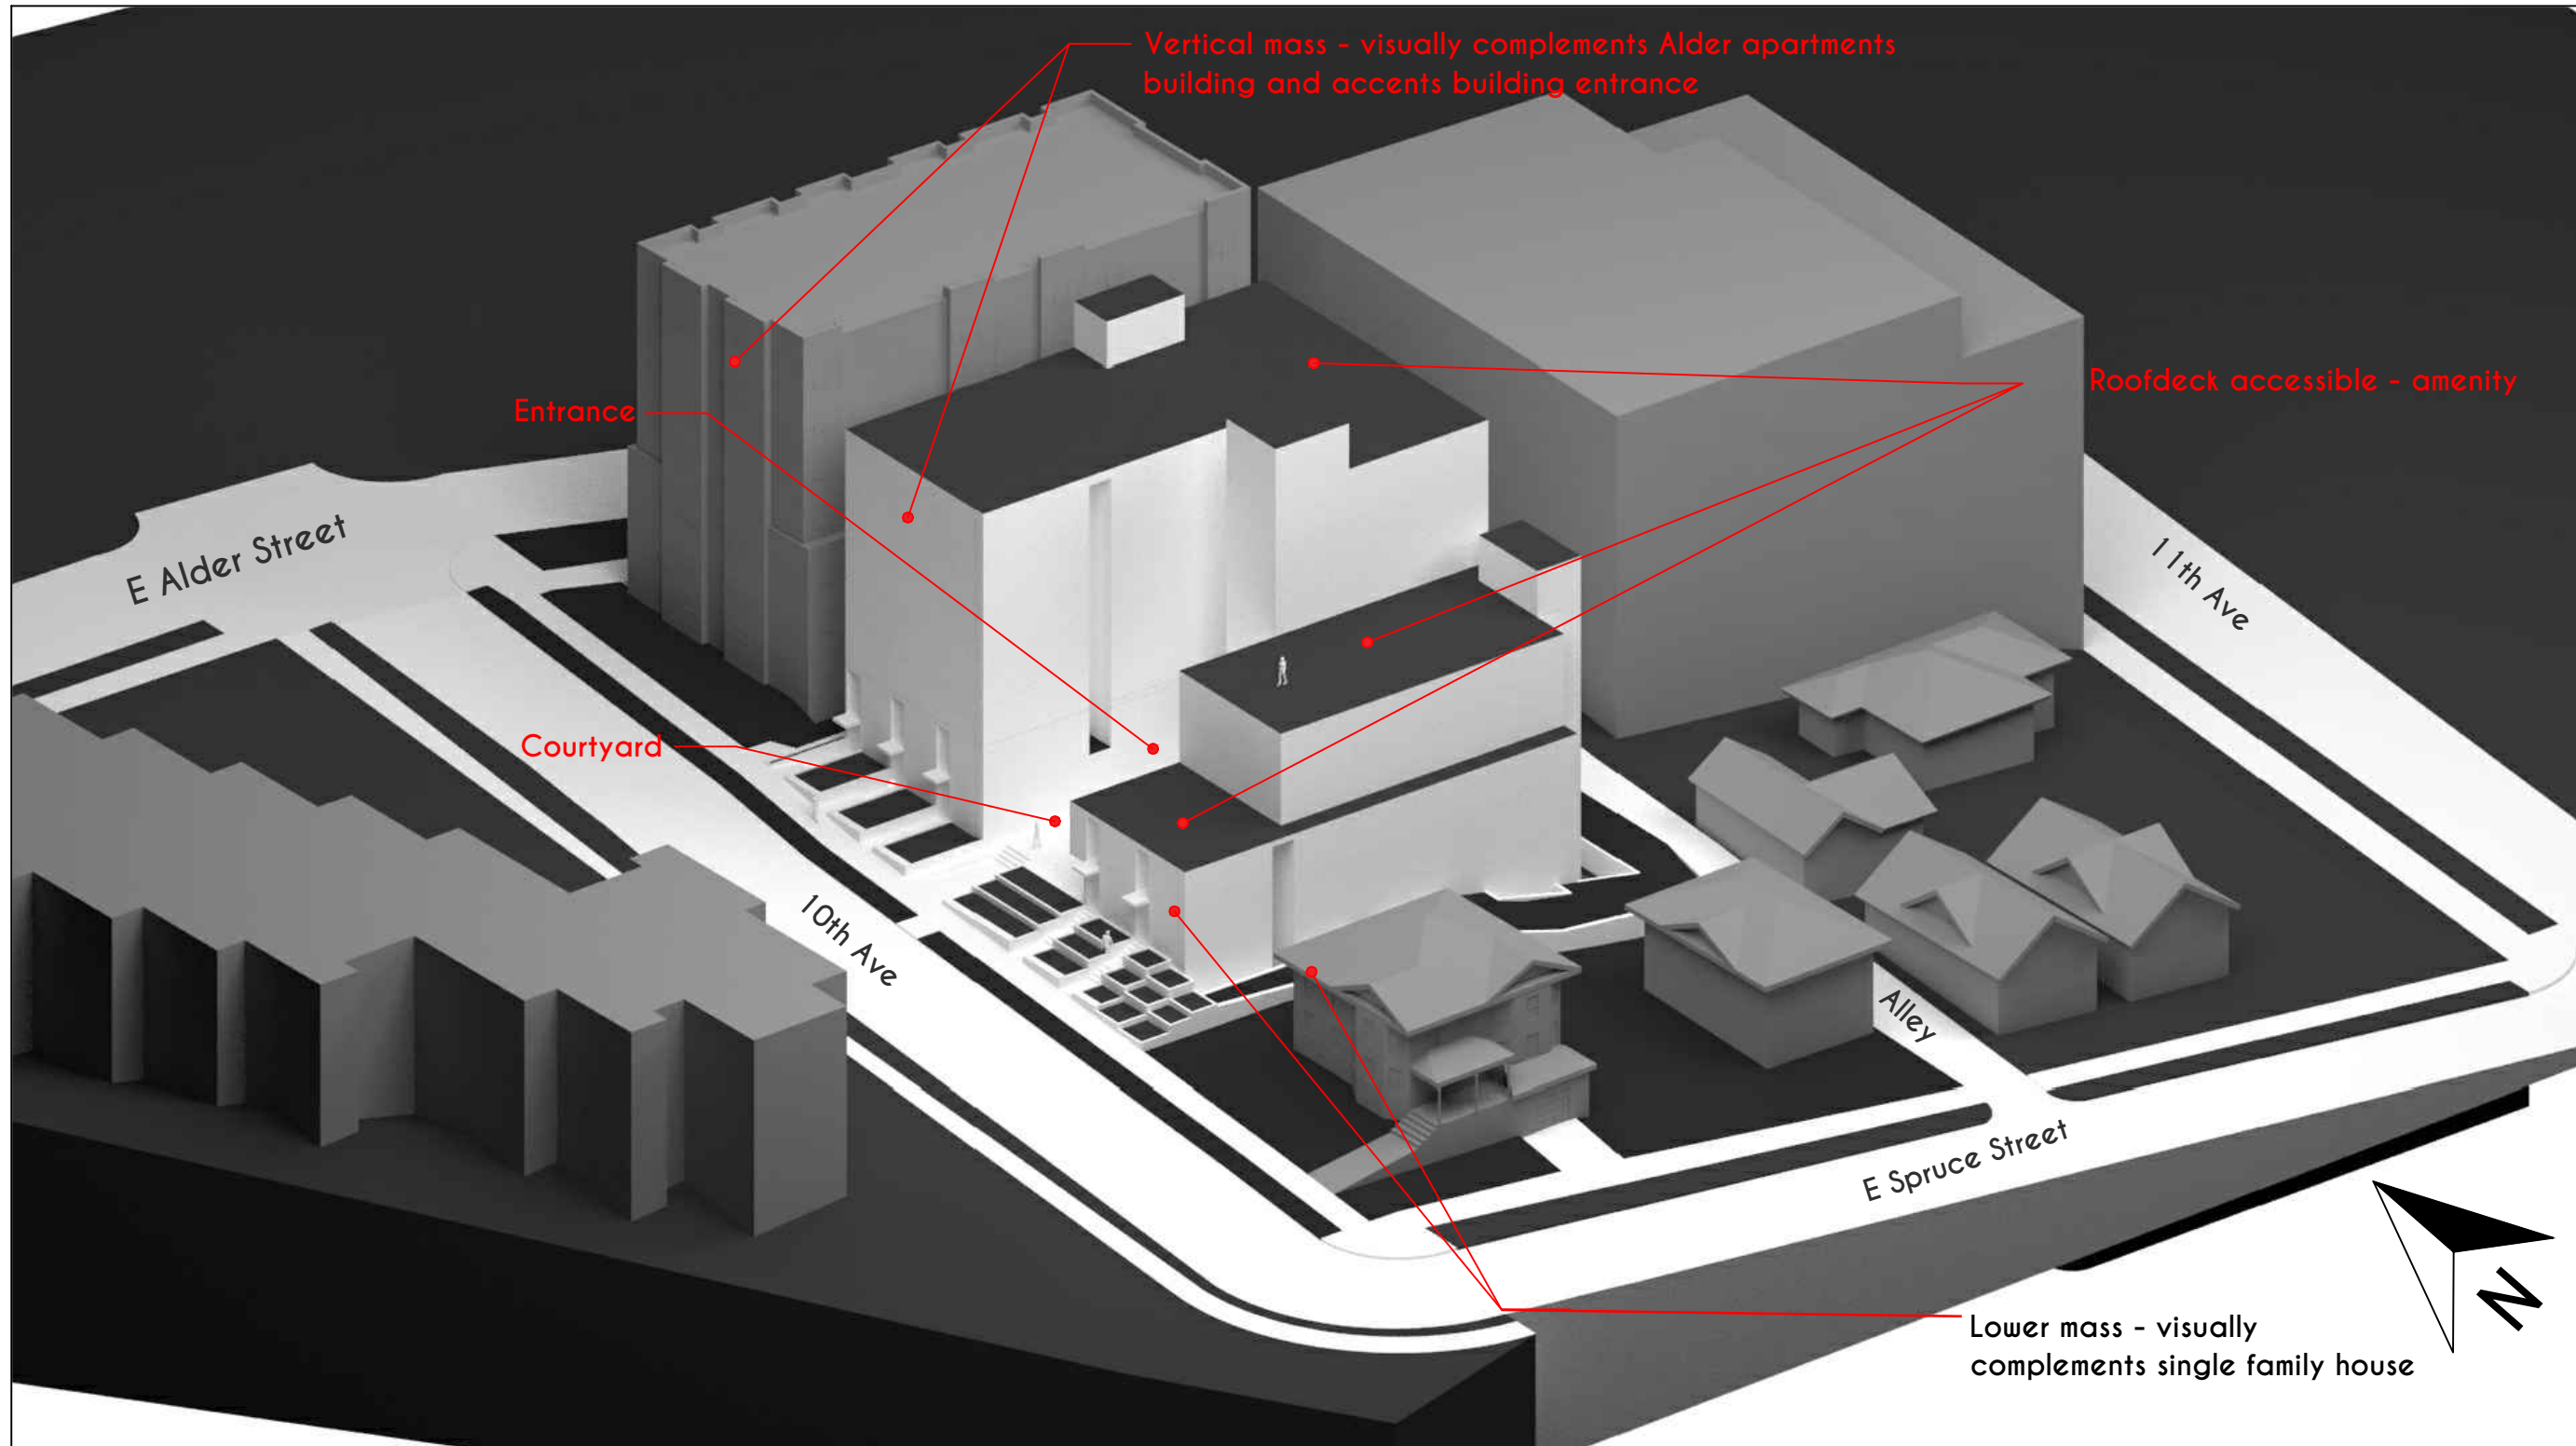 Vertical mass - visually complements Alder apartments
building and accents building entrance
Roofdeck accessible - amenity
Entrance
E Alder Street
11th Ave
Courtyard
10th Ave
Alley
E Spruce Street
N
Lower mass - visually
complements single family house